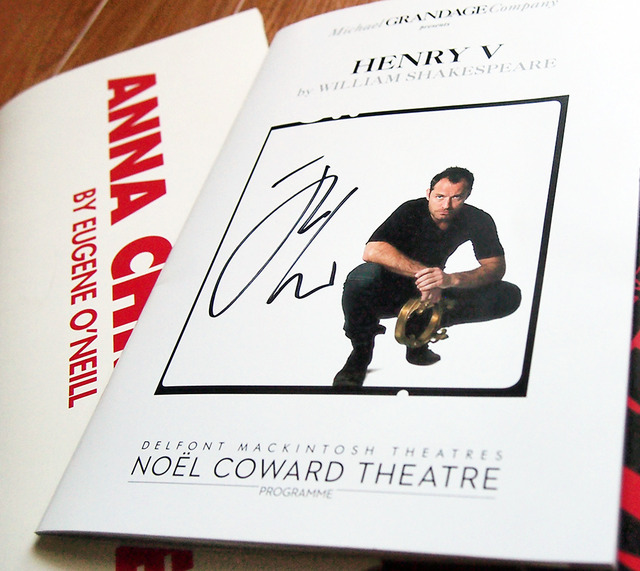 Michael GRANDAGE Company
presents
HENRY V
by WILLIAM SHAKESPEARE
DELFONT MACKINTOSH THEATRES
NOËL COWARD THEATRE
PROGRAMME
ANNA CH
BY EUGENE O'NEILL